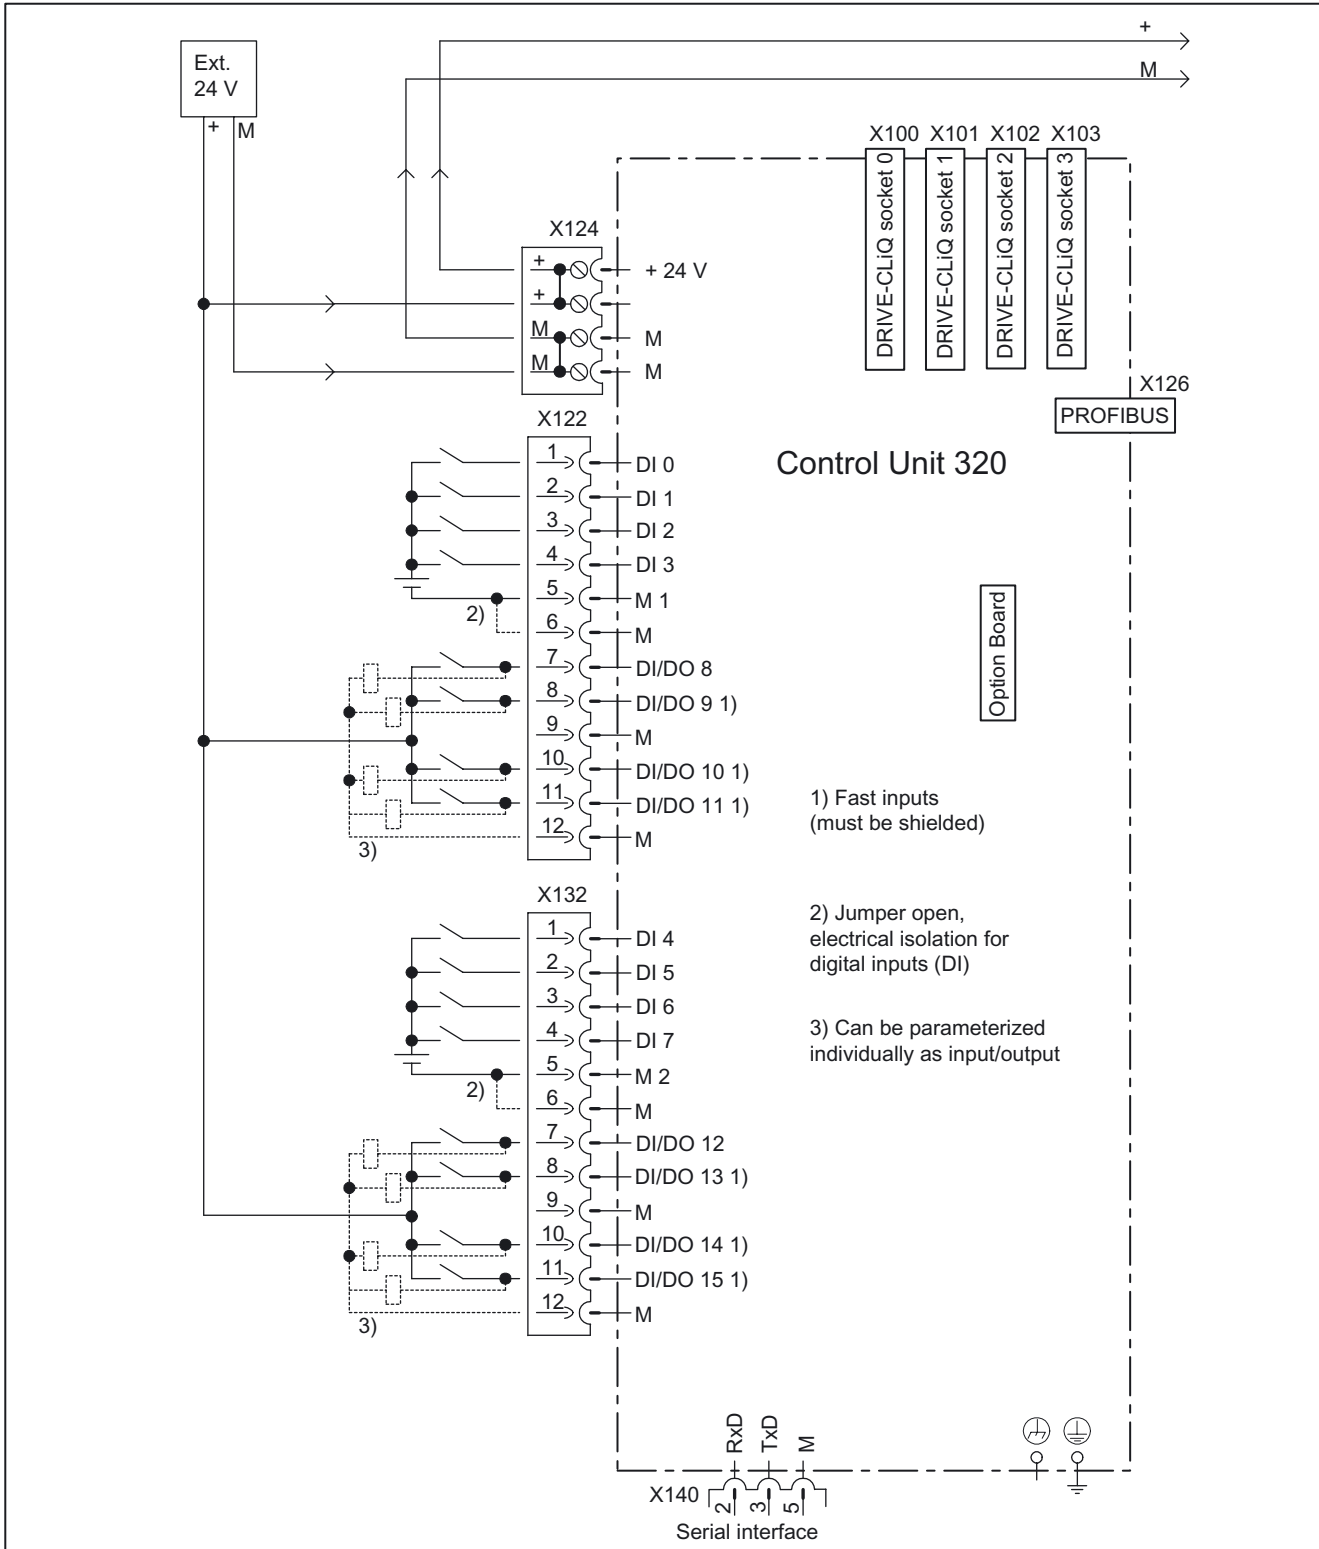 +
M
Ext.
24 V
+ M
X100 X101 X102 X103
DRIVE-CLiQ socket 0
DRIVE-CLiQ socket 1
DRIVE-CLiQ socket 2
DRIVE-CLiQ socket 3
X126
PROFIBUS
X124
+ + 24 V
+
M M
M M
Control Unit 320
X122
1 DI 0
2 DI 1
3 DI 2
4 DI 3
5 M 1
2)
6 M
7 DI/DO 8
8 DI/DO 9 1)
9 M
10 DI/DO 10 1)
11 DI/DO 11 1)
12 M
3)
Option Board
1) Fast inputs
(must be shielded)
2) Jumper open,
electrical isolation for
digital inputs (DI)
3) Can be parameterized
individually as input/output
X132
1 DI 4
2 DI 5
3 DI 6
4 DI 7
5 M 2
2)
6 M
7 DI/DO 12
8 DI/DO 13 1)
9 M
10 DI/DO 14 1)
11 DI/DO 15 1)
12 M
3)
RxD
TxD
M
X140
2
3
5
Serial interface